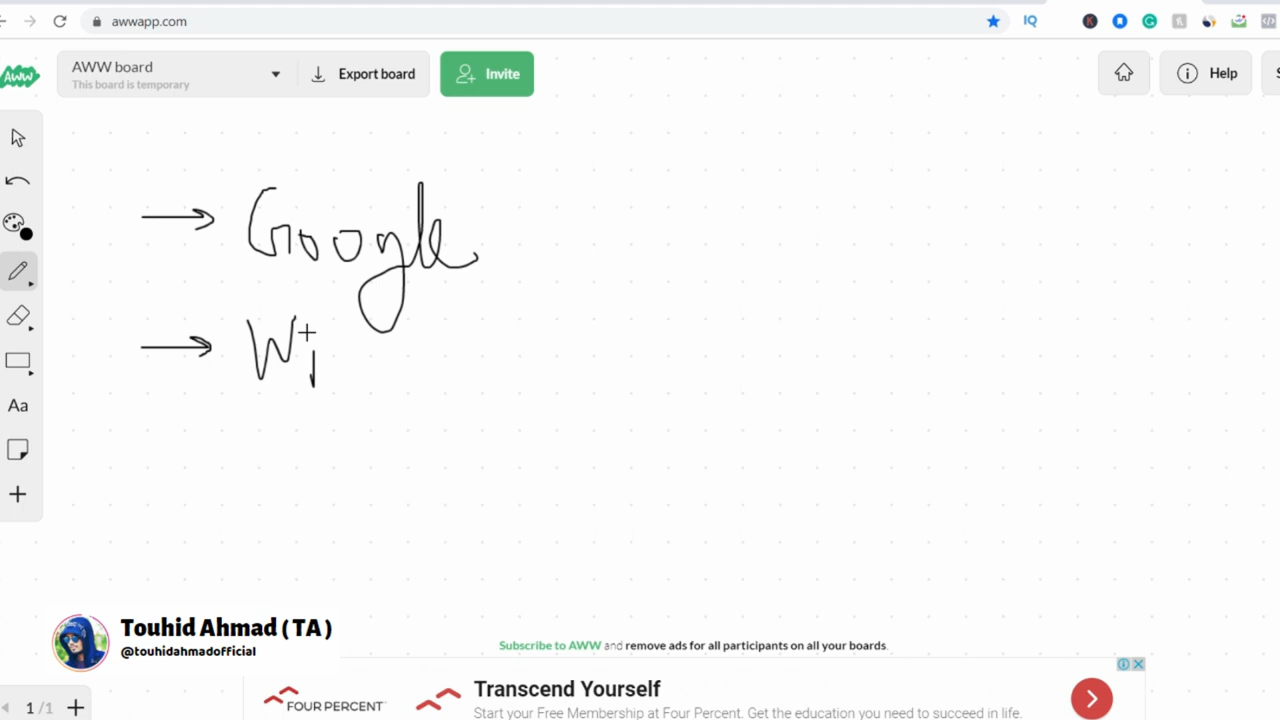 awwapp.com
IQ
K
AWW
AWW board
This board is temporary
Export board
Invite
Help
Aa
Google
Wi
Touhid Ahmad ( TA )
@touhidahmadofficial
Subscribe to AWW and remove ads for all participants on all your boards.
FOUR PERCENT
Transcend Yourself
Start your Free Membership at Four Percent. Get the education you need to succeed in life.
1 / 1